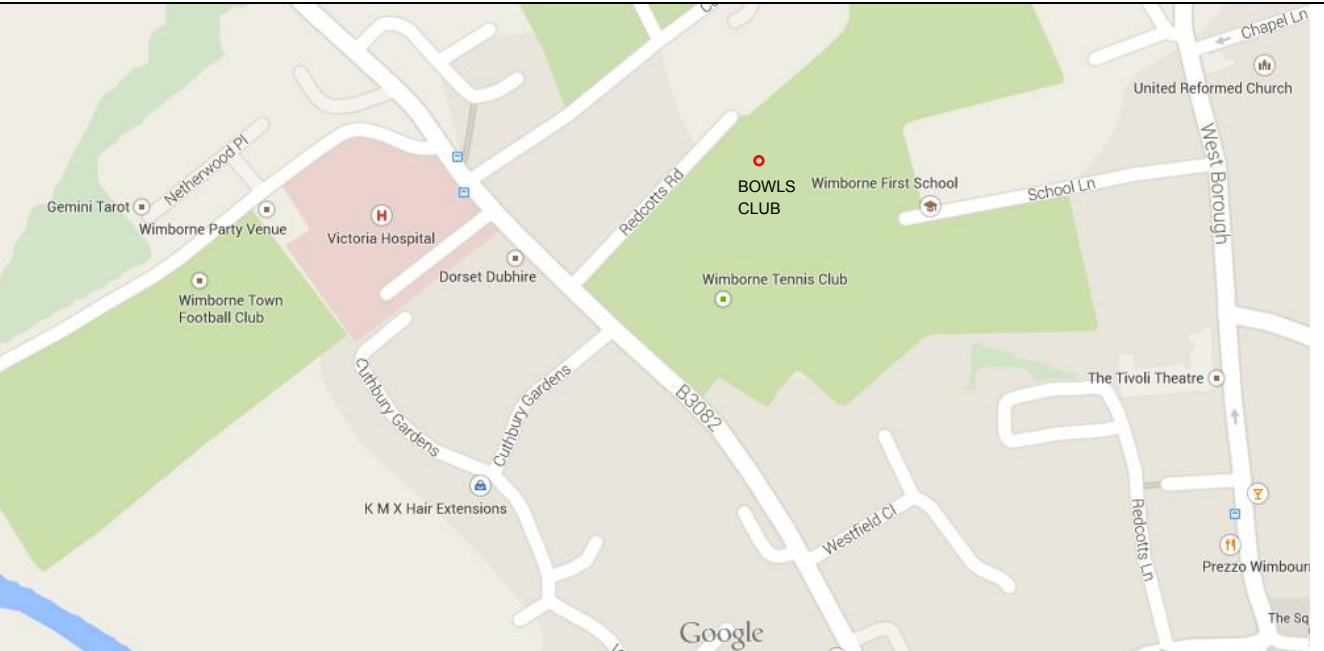 Chapel Ln
United Reformed Church
West Borough
Netherwood Pl
Gemini Tarot
Wimborne Party Venue
H
Victoria Hospital
Redcotts Rd
BOWLS
CLUB
Wimborne First School
School Ln
Dorset Dubhire
Wimborne Tennis Club
Wimborne Town
Football Club
Cuthbury Gardens
Cuthbury Gardens
B3082
The Tivoli Theatre
K M X Hair Extensions
Westfield Cl
Redcotts Ln
Prezzo Wimbour
The Sq
Google